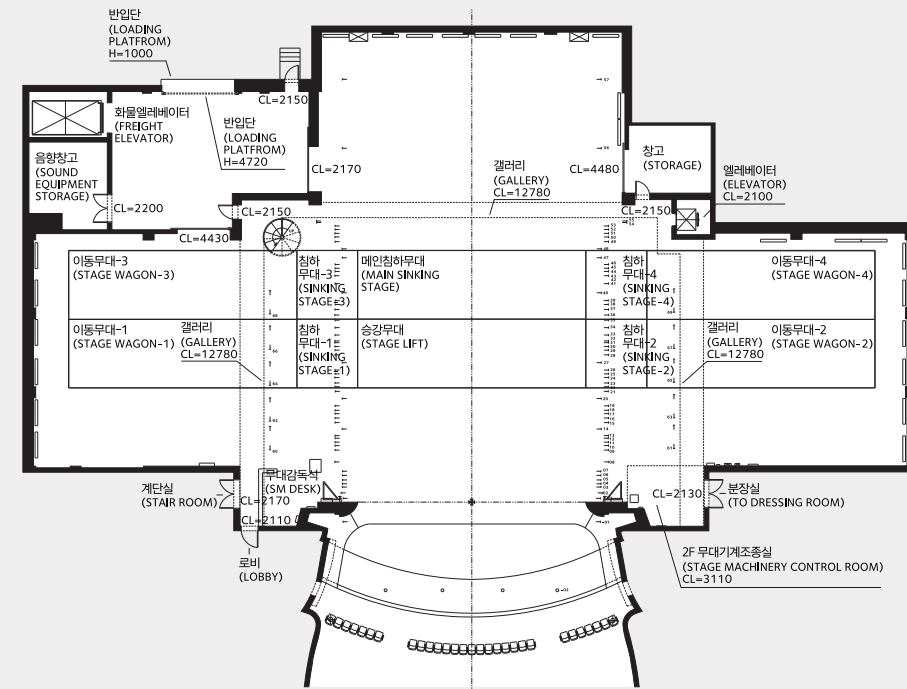 반입단
(LOADING
PLATFROM)
H=1000
CL=2150
화물엘레베이터
(FREIGHT
ELEVATOR)
반입단
(LOADING
PLATFROM)
H=4720
음향창고
(SOUND
EQUIPMENT
STORAGE)
CL=2170
CL=4480
창고
(STORAGE)
갤러리
(GALLERY)
CL=12780
엘레베이터
(ELEVATOR)
CL=2100
CL=2200
CL=2150
CL=2150
CL=4430
이동무대-3
(STAGE WAGON-3)
침하
무대-3
(SINKING
STAGE-3)
메인침하무대
(MAIN SINKING
STAGE)
침하
무대-4
(SINKING
STAGE-4)
이동무대-4
(STAGE WAGON-4)
이동무대-1
(STAGE WAGON-1)
갤러리
(GALLERY)
CL=12780
침하
무대-1
(SINKING
STAGE-1)
승강무대
(STAGE LIFT)
침하
무대-2
(SINKING
STAGE-2)
갤러리
(GALLERY)
CL=12780
이동무대-2
(STAGE WAGON-2)
계단실
(STAIR ROOM)
무대감독석
(SM DESK)
CL=2170
CL=2110
CL=2130
분장실
(TO DRESSING ROOM)
로비
(LOBBY)
2F 무대기계조종실
(STAGE MACHINERY CONTROL ROOM)
CL=3110